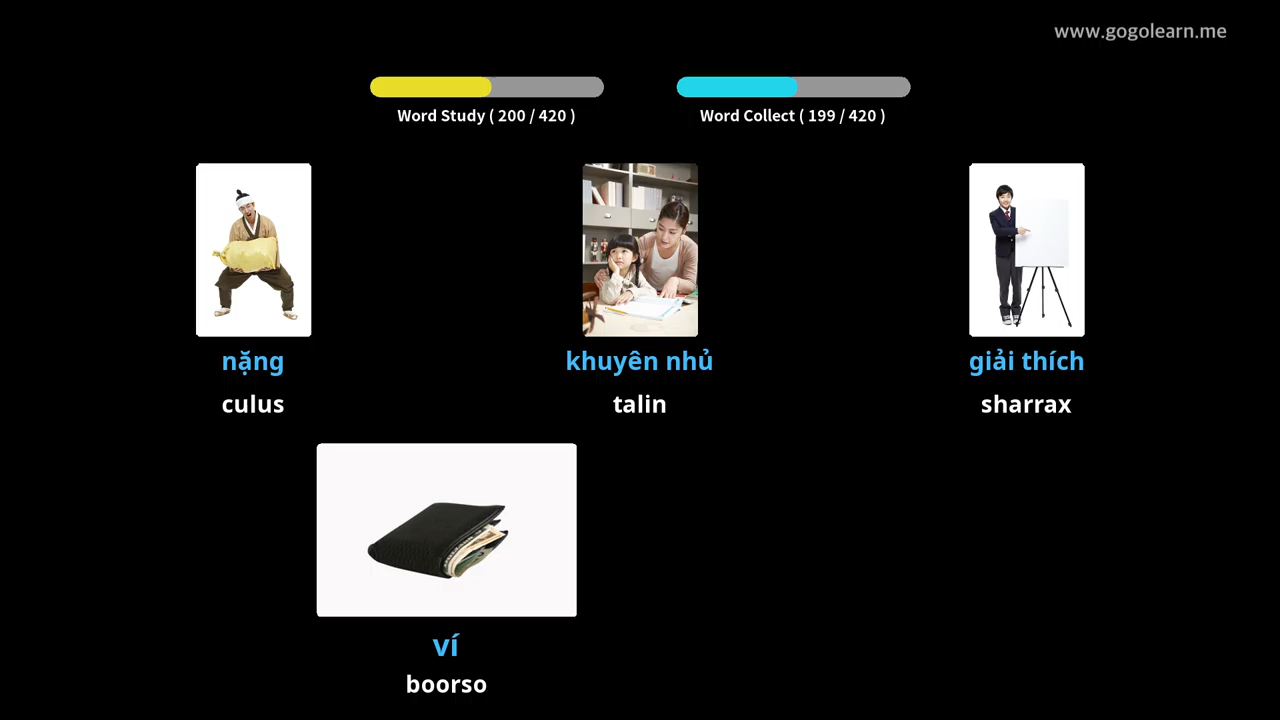 www.gogolearn.me
Word Study ( 200 / 420 )
Word Collect ( 199 / 420 )
nặng
culus
khuyên nhủ
talin
giải thích
sharrax
ví
boorso